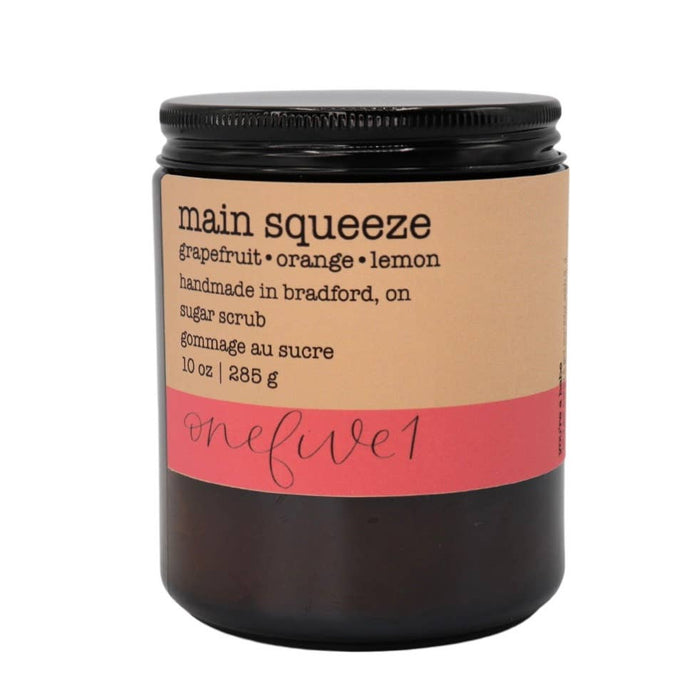 main squeeze
grapefruit • orange • lemon
handmade in bradford, on
sugar scrub
gommage au sucre
10 oz | 285 g
onefive1